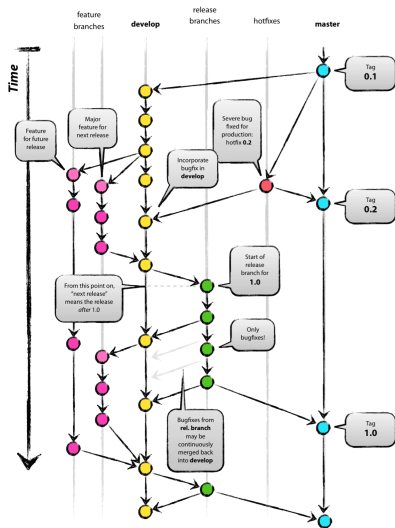 feature
branches
develop
release
branches
hotfixes
master
Time
Tag
0.1
Feature
for future
release
Major
feature for
next release
Severe bug
fixed for
production:
hotfix 0.2
Incorporate
bugfix in
develop
Tag
0.2
Start of
release
branch for
1.0
From this point on,
“next release”
means the release
after 1.0
Only
bugfixes!
Bugfixes from
rel. branch
may be
continuously
merged back
into develop
Tag
1.0